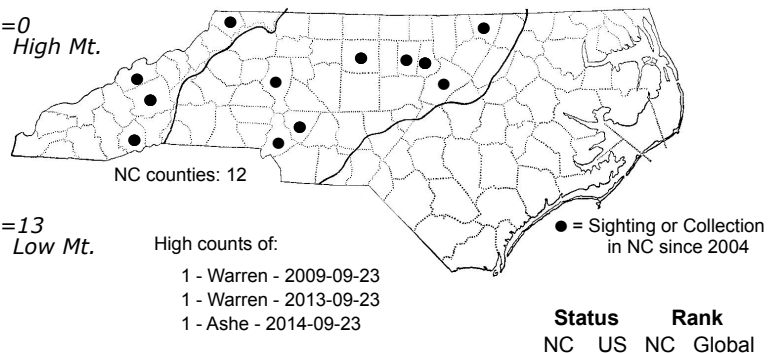 =0
High Mt.
NC counties: 12
=13
Low Mt.
High counts of:
1 - Warren - 2009-09-23
1 - Warren - 2013-09-23
1 - Ashe - 2014-09-23
● = Sighting or Collection
in NC since 2004
Status Rank
NC US NC Global